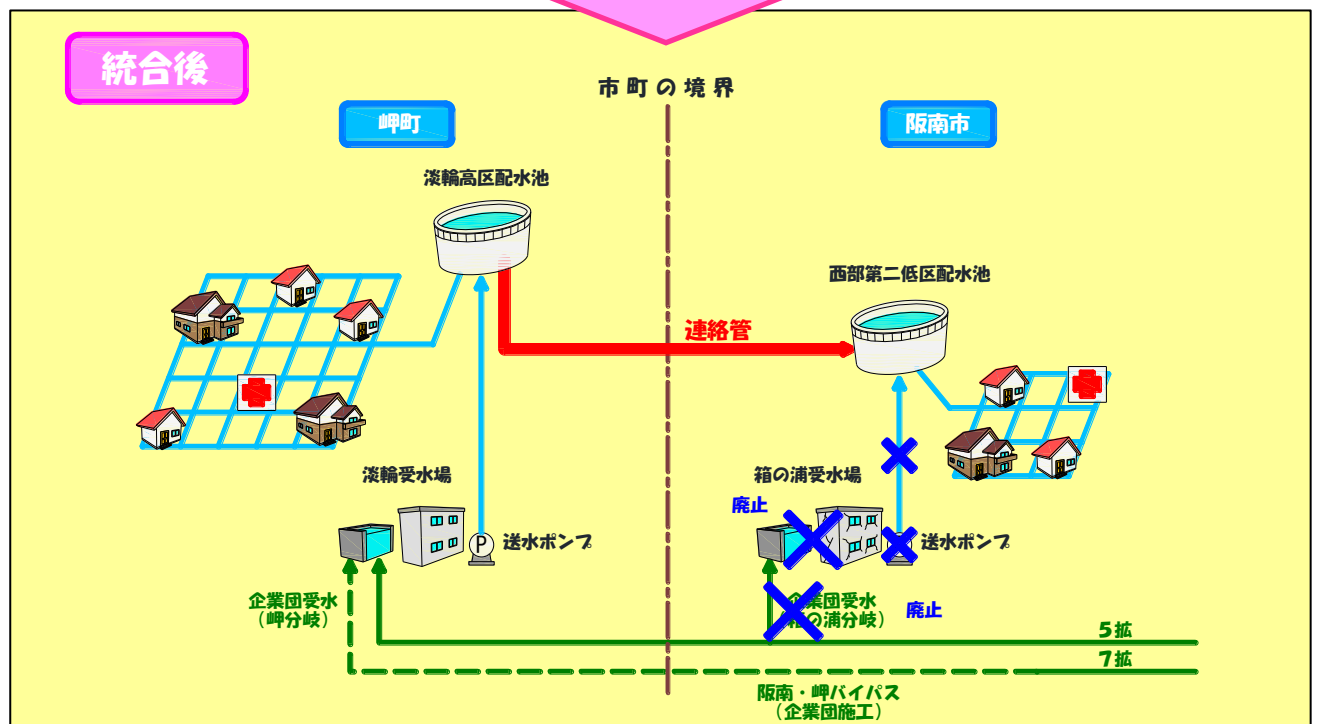 統合後
市町の境界
岬町
阪南市
淡輪高区配水池
西部第二低区配水池
連絡管
淡輪受水場
箱の浦受水場
廃止
P
送水ポンプ
送水ポンプ
企業団受水
(岬分岐)
企業団受水
(箱の浦分岐)
廃止
5拡
7拡
阪南・岬バイパス
(企業団施工)